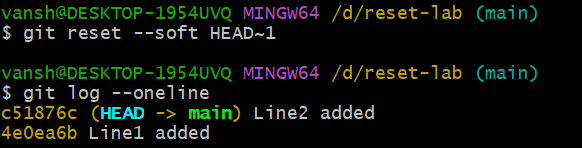 vansh@DESKTOP-1954UVQ MINGW64 /d/reset-lab (main)
$ git reset --soft HEAD~1
vansh@DESKTOP-1954UVQ MINGW64 /d/reset-lab (main)
$ git log --oneline
c51876c (HEAD -> main) Line2 added
4e0ea6b Line1 added